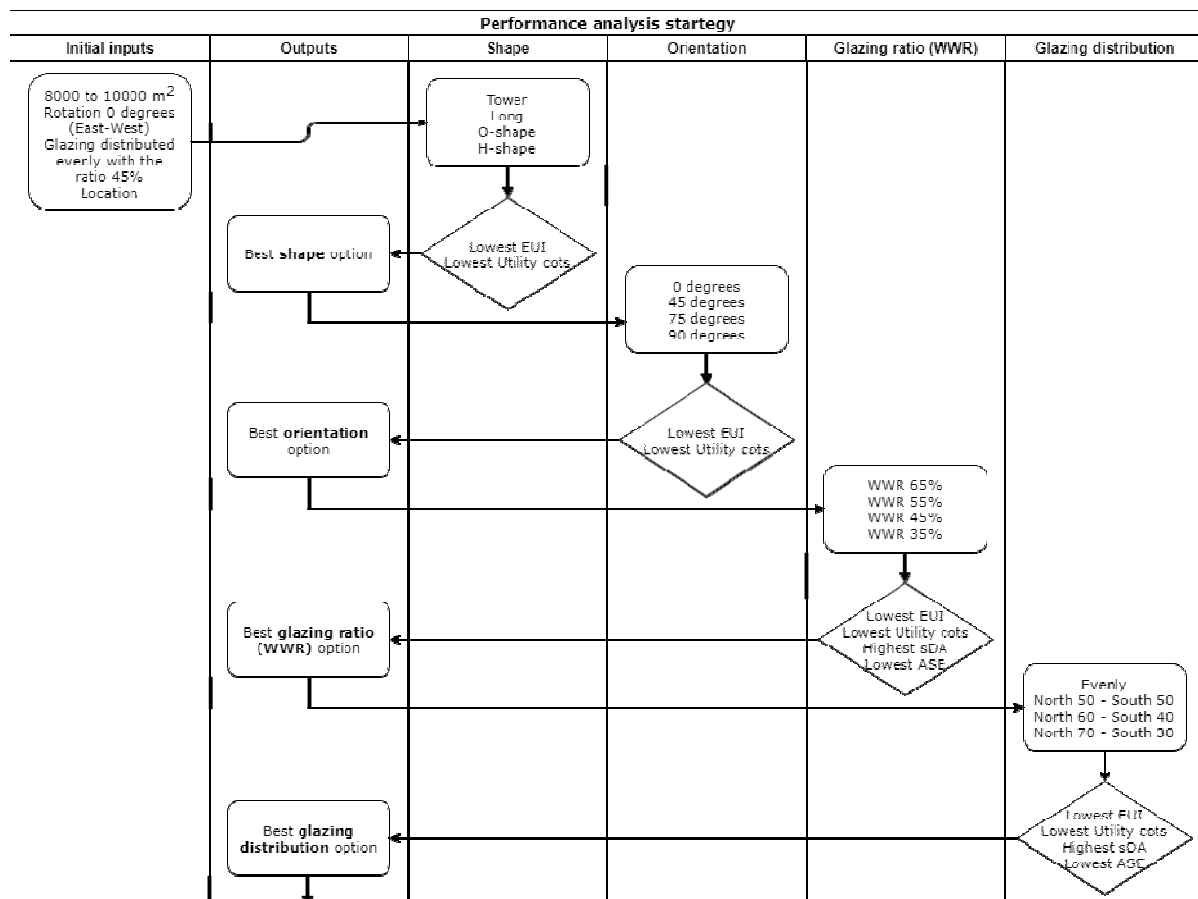 Performance analysis startegy
Initial inputs
Outputs
Shape
Orientation
Glazing ratio (WWR)
Glazing distribution
8000 to 10000 m²
Rotation 0 degrees
(East-West)
Glazing distributed
evenly with the
ratio 45%
Location
Tower
Long
O-shape
H-shape
Lowest EUI
Lowest Utility cots
Best shape option
0 degrees
45 degrees
75 degrees
90 degrees
Lowest EUI
Lowest Utility cots
Best orientation
option
WWR 65%
WWR 55%
WWR 45%
WWR 35%
Lowest EUI
Lowest Utility cots
Highest sDA
Lowest ASE
Best glazing ratio
(WWR) option
Evenly
North 50 - South 50
North 60 - South 40
North 70 - South 30
Lowest EUI
Lowest Utility cots
Highest sDA
Lowest ASE
Best glazing
distribution option